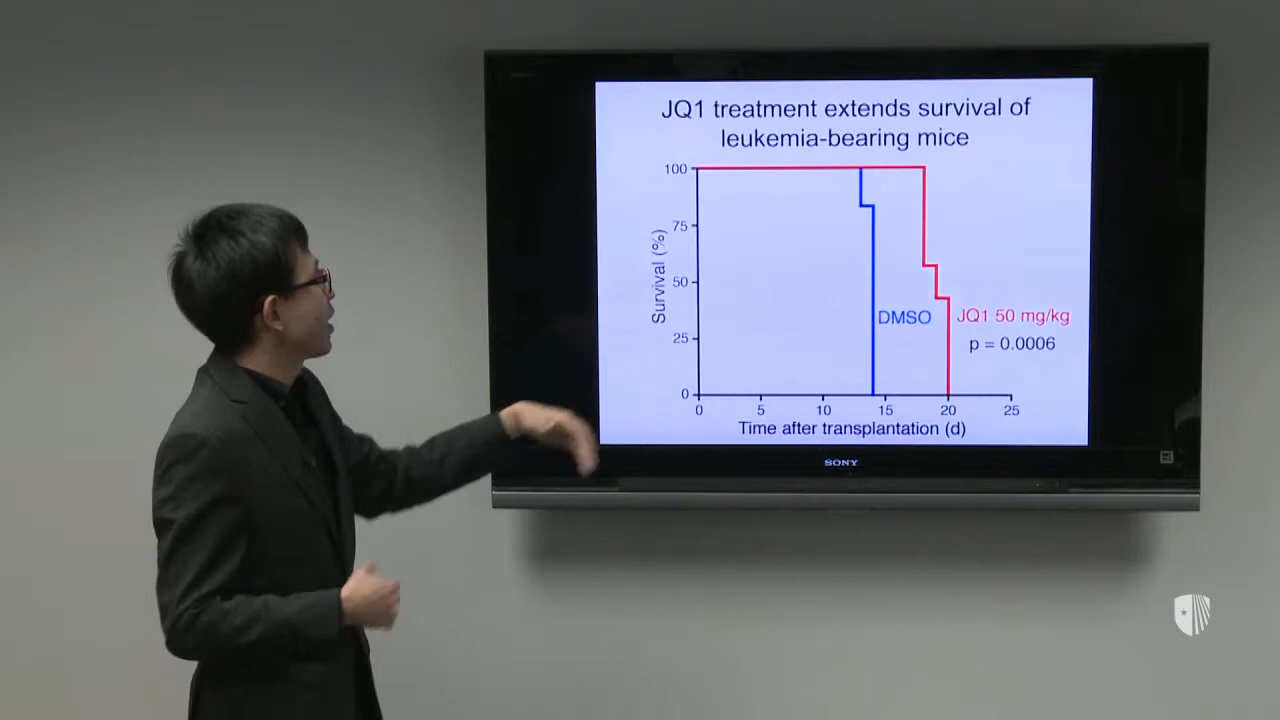 JQ1 treatment extends survival of
leukemia-bearing mice
100
75
50
25
0
Survival (%)
DMSO
JQ1 50 mg/kg
p = 0.0006
0 5 10 15 20 25
Time after transplantation (d)
SONY